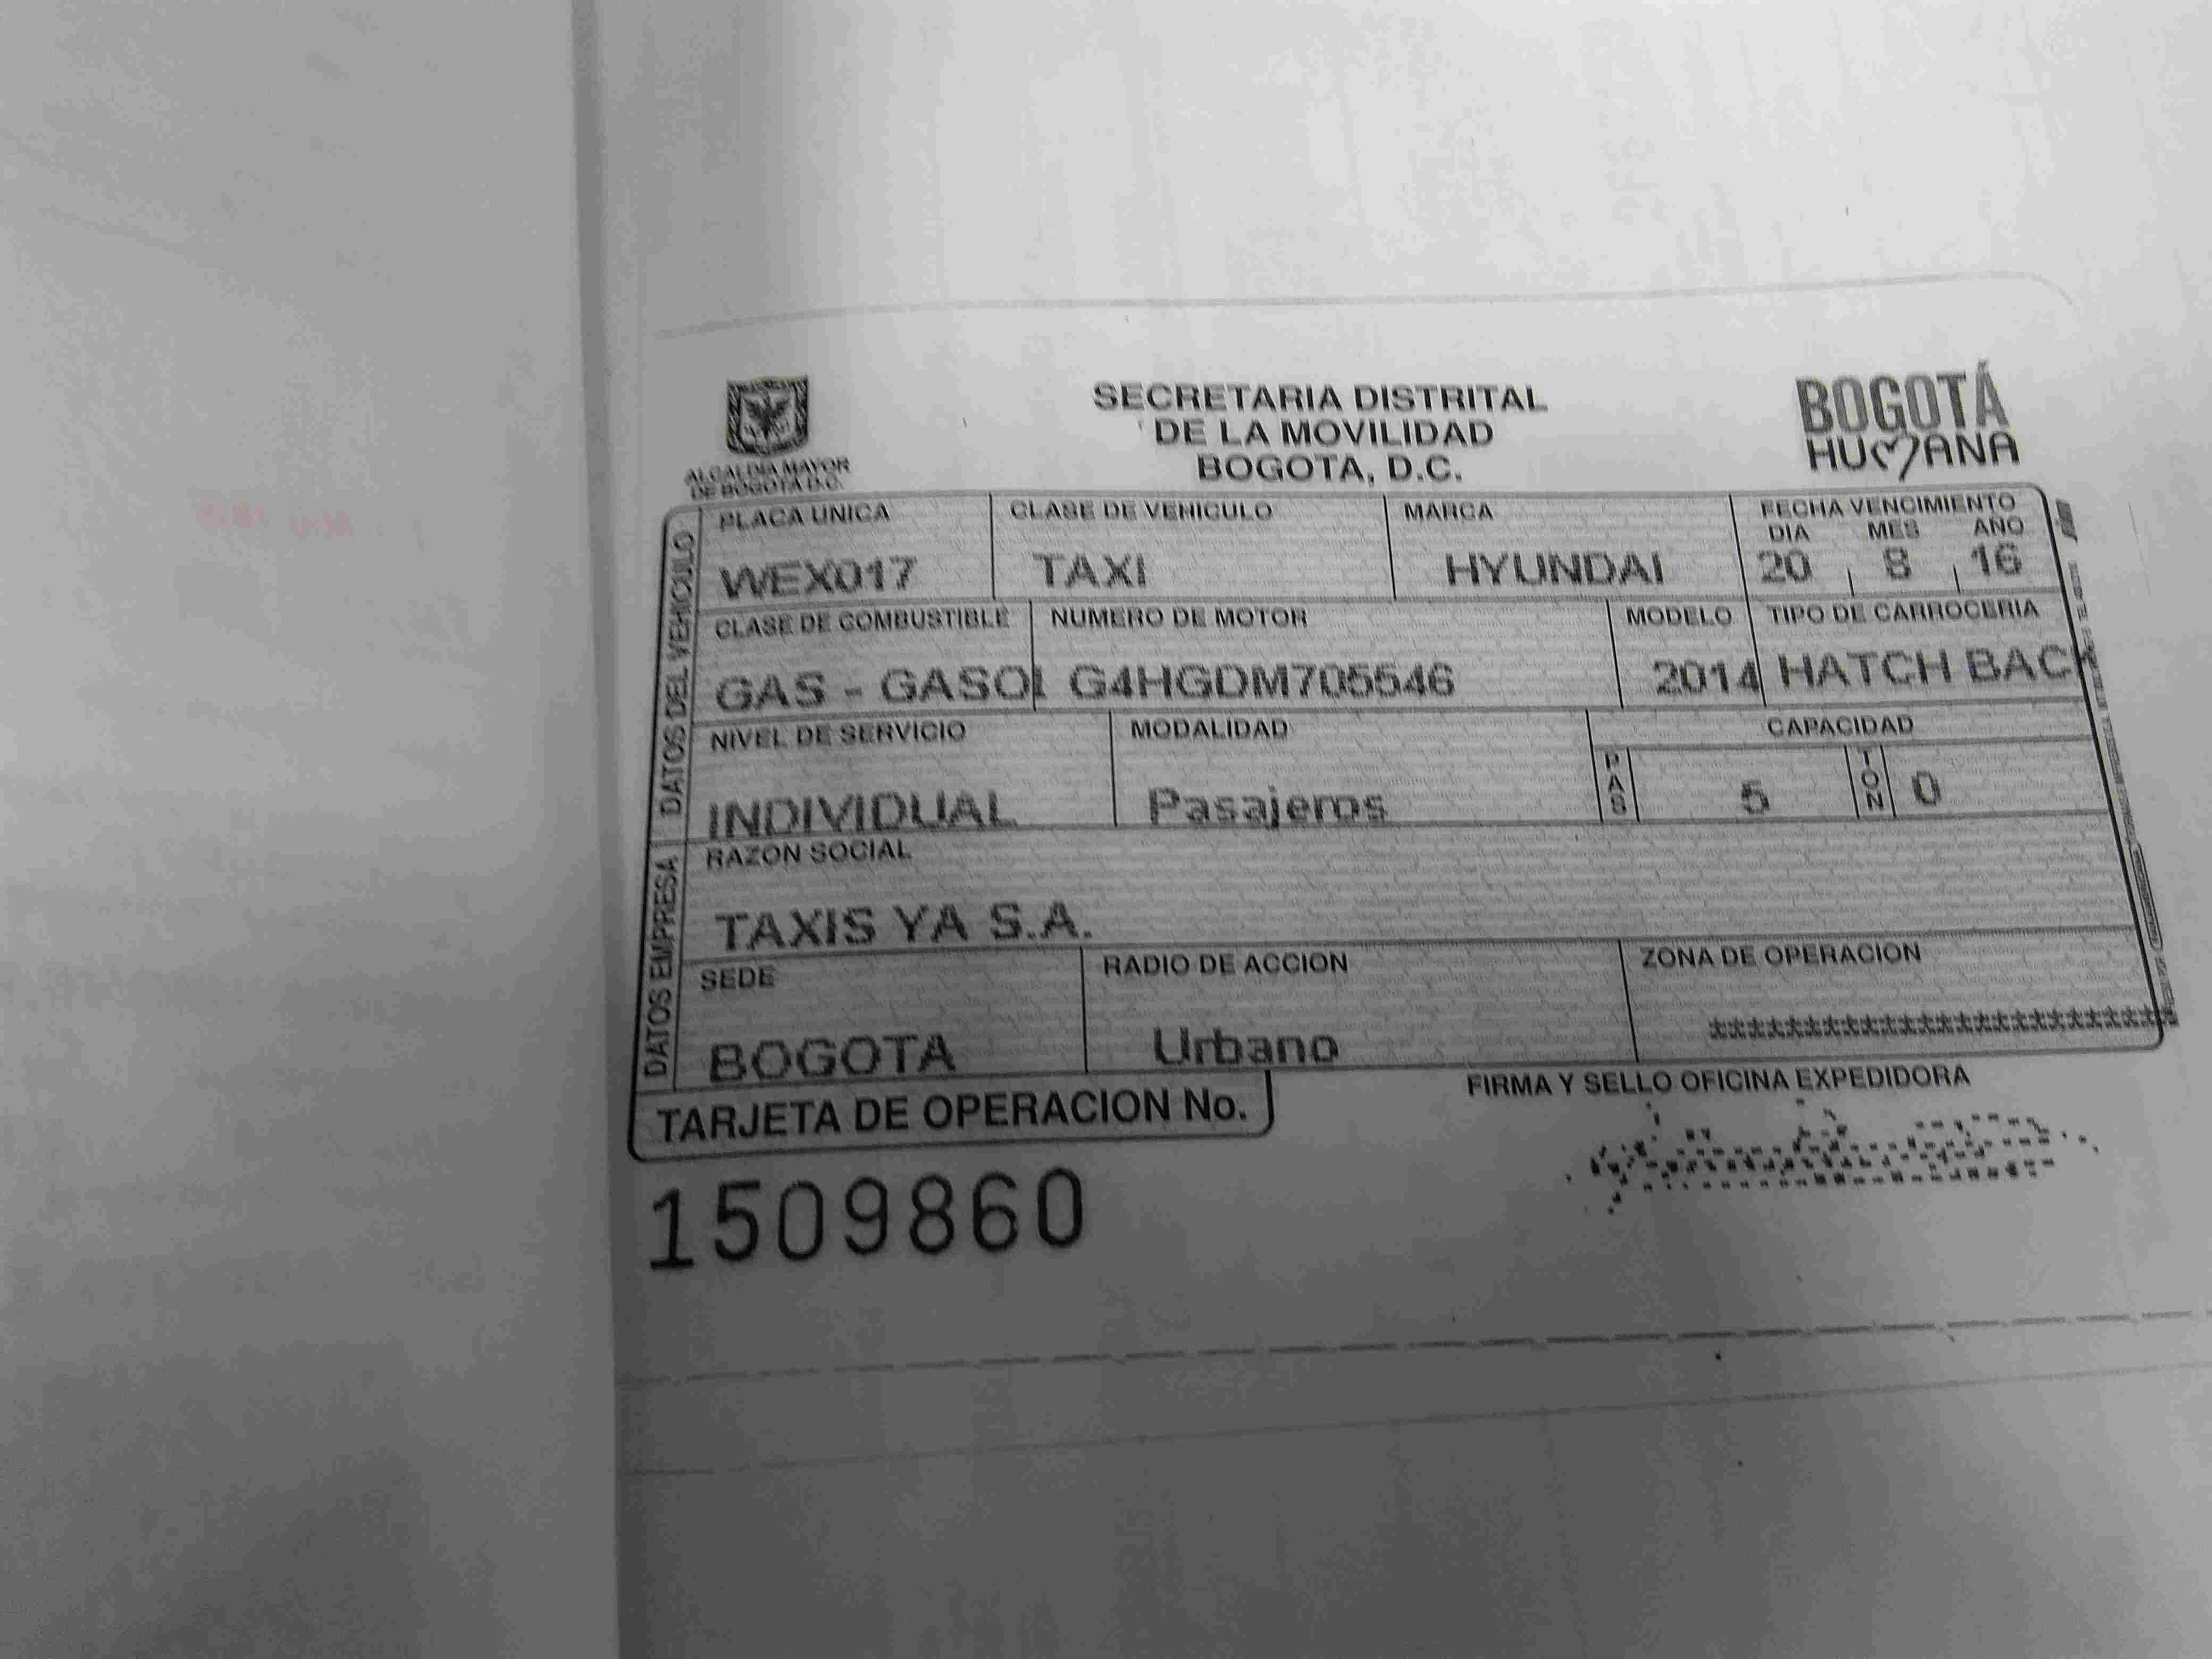 ALCALDIA MAYOR
DE BOGOTA D.C.
SECRETARIA DISTRITAL
DE LA MOVILIDAD
BOGOTA, D.C.
BOGOTÁ
HUMANA
DATOS DEL VEHICULO
PLACA UNICA CLASE DE VEHICULO MARCA FECHA VENCIMIENTO
DIA MES AÑO
WEX017 TAXI HYUNDAI 20 8 16
CLASE DE COMBUSTIBLE NUMERO DE MOTOR MODELO TIPO DE CARROCERIA
GAS - GASOL G4HGDM705546 2014 HATCH BACK
NIVEL DE SERVICIO MODALIDAD CAPACIDAD
INDIVIDUAL Pasajeros PAS 5 TON 0
DATOS EMPRESA
RAZON SOCIAL
TAXIS YA S.A.
SEDE RADIO DE ACCION ZONA DE OPERACION
BOGOTA Urbano ************************
TARJETA DE OPERACION No. FIRMA Y SELLO OFICINA EXPEDIDORA
1509860